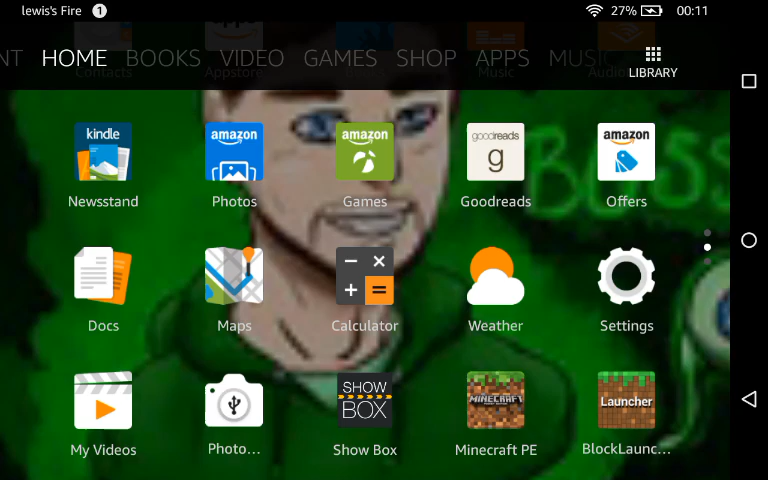 lewis's Fire 1 27% 00:11
NT HOME BOOKS VIDEO GAMES SHOP APPS MUSIC LIBRARY
Contacts Appstore Music Audio
kindle amazon amazon goodreads amazon
g
Newsstand Photos Games Goodreads Offers
Docs Maps Calculator Weather Settings
SHOW
BOX MINECRAFT Launcher
My Videos Photo... Show Box Minecraft PE BlockLaunc...
BOSS